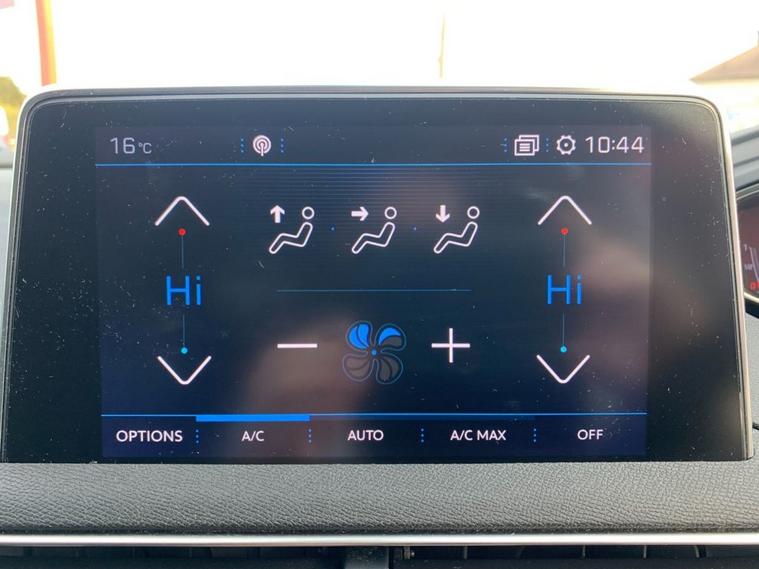 16°C 10:44
Hi Hi
OPTIONS A/C AUTO A/C MAX OFF